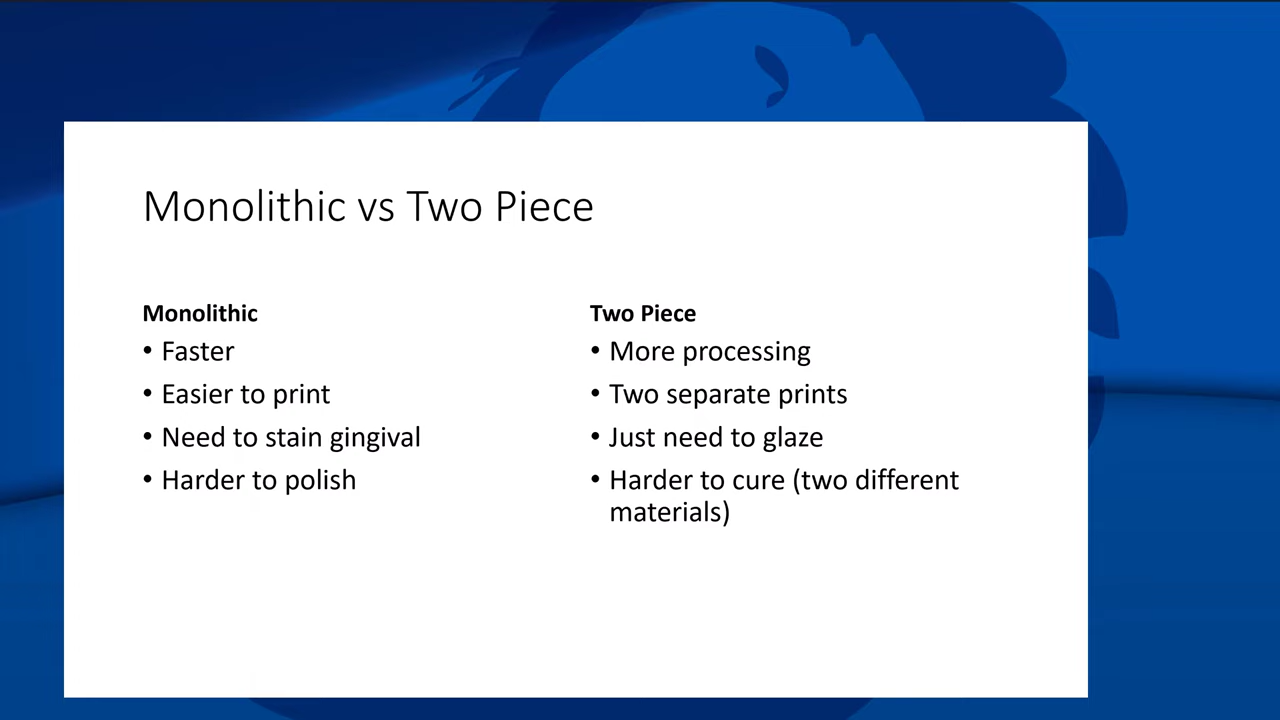 Monolithic vs Two Piece
Monolithic
• Faster
• Easier to print
• Need to stain gingival
• Harder to polish
Two Piece
• More processing
• Two separate prints
• Just need to glaze
• Harder to cure (two different
materials)